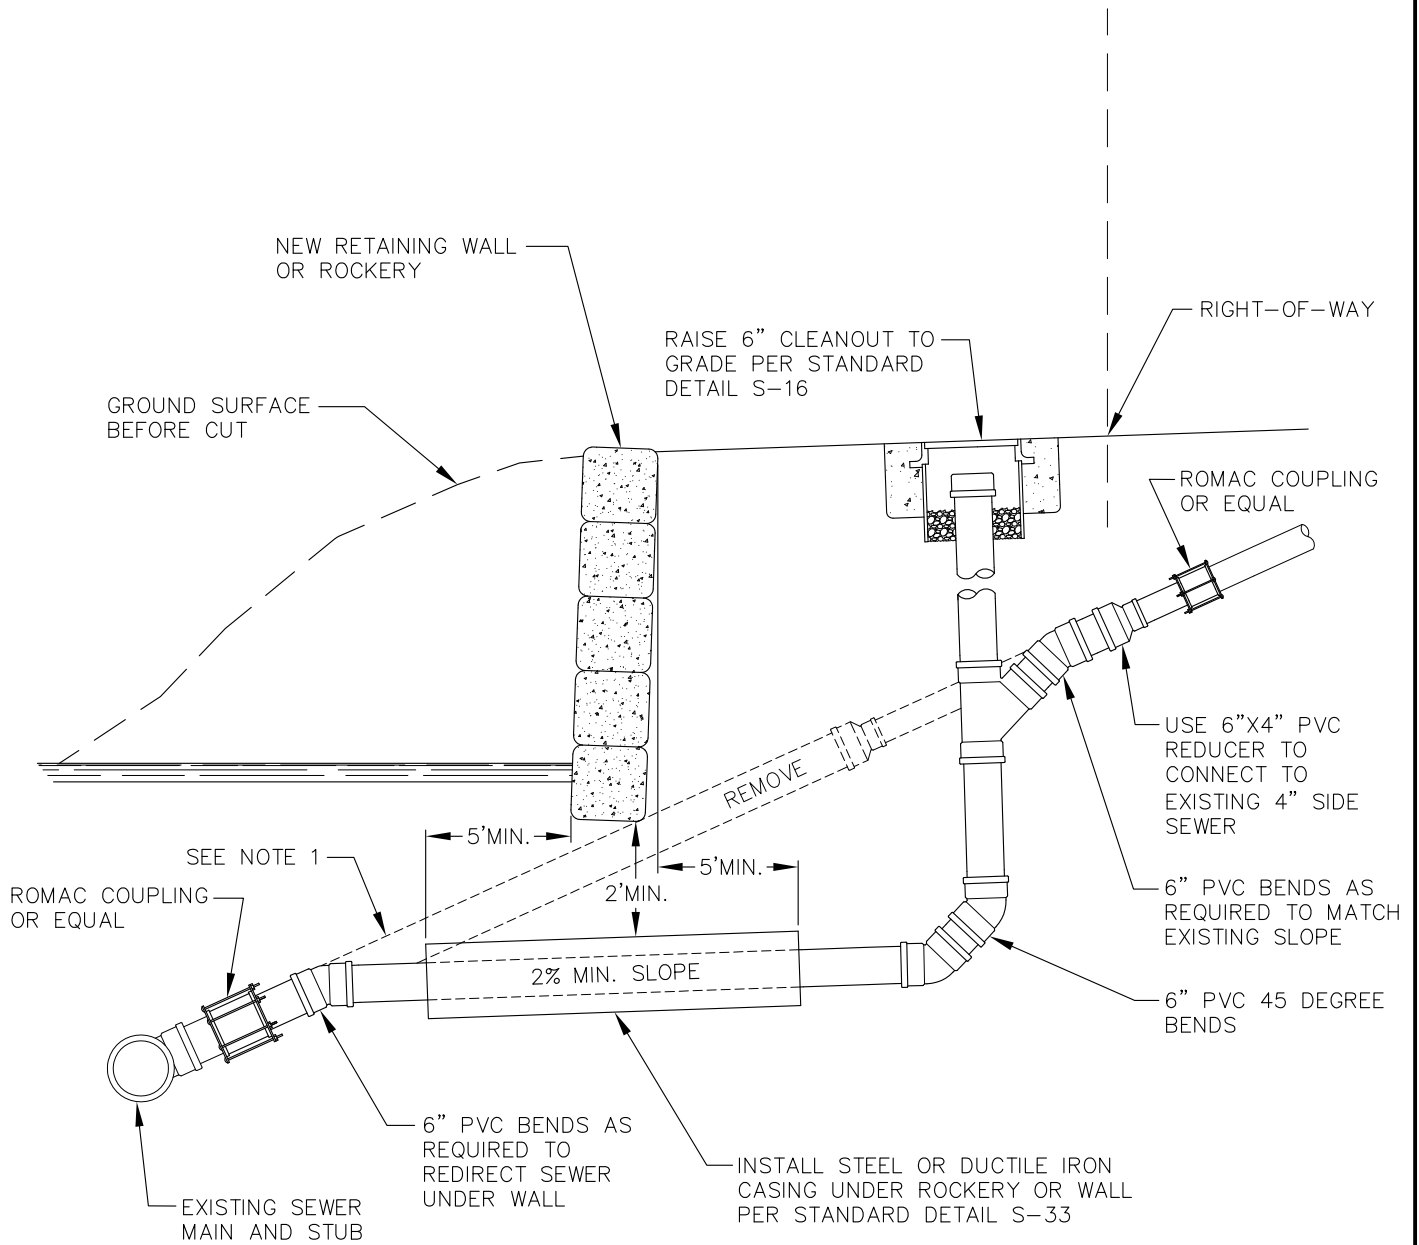 NEW RETAINING WALL
OR ROCKERY
RIGHT-OF-WAY
RAISE 6" CLEANOUT TO
GRADE PER STANDARD
DETAIL S-16
GROUND SURFACE
BEFORE CUT
ROMAC COUPLING
OR EQUAL
USE 6"X4" PVC
REDUCER TO
CONNECT TO
EXISTING 4" SIDE
SEWER
REMOVE
5'MIN.
SEE NOTE 1
5'MIN.
2'MIN.
ROMAC COUPLING
OR EQUAL
6" PVC BENDS AS
REQUIRED TO MATCH
EXISTING SLOPE
2% MIN. SLOPE
6" PVC 45 DEGREE
BENDS
6" PVC BENDS AS
REQUIRED TO
REDIRECT SEWER
UNDER WALL
INSTALL STEEL OR DUCTILE IRON
CASING UNDER ROCKERY OR WALL
PER STANDARD DETAIL S-33
EXISTING SEWER
MAIN AND STUB